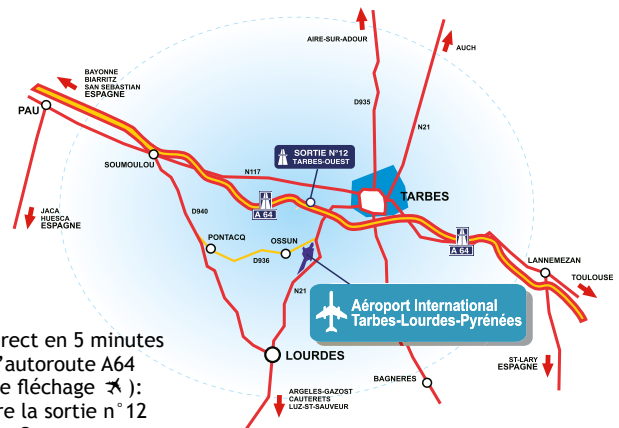 AIRE-SUR-ADOUR
AUCH
BAYONNE
BIARRITZ
SAN SEBASTIAN
ESPAGNE
PAU
D935
N21
SORTIE N°12
TARBES-OUEST
SOUMOULOU
N117
TARBES
A 64
JACA
HUESCA
ESPAGNE
D940
PONTACQ
OSSUN
D936
A 64
LANNEMEZAN
TOULOUSE
N21
Aéroport International
Tarbes-Lourdes-Pyrénées
LOURDES
ST-LARY
ESPAGNE
BAGNERES
ARGELES-GAZOST
CAUTERETS
LUZ-ST-SAUVEUR
rect en 5 minutes
'autoroute A64
e fléchage ):
re la sortie n°12